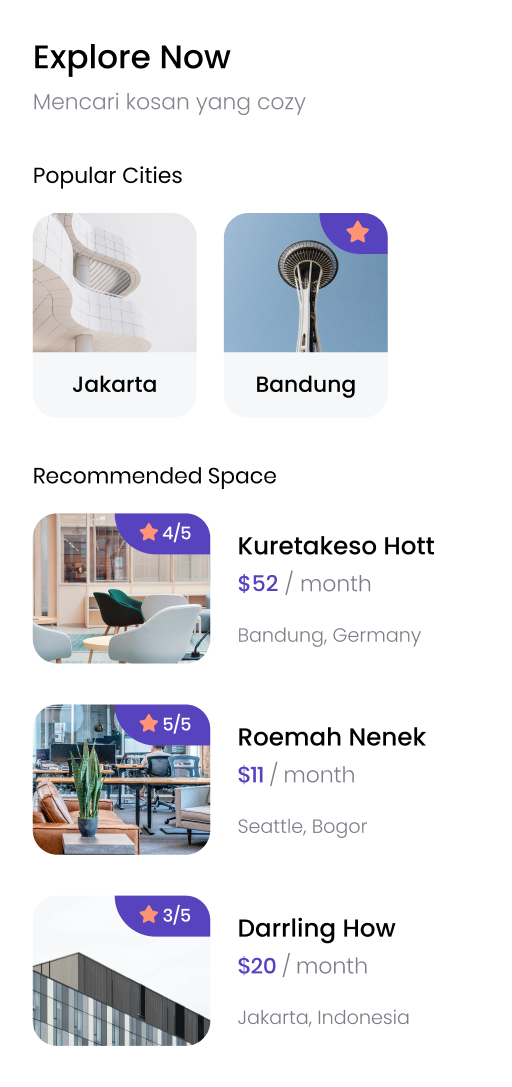 Explore Now
Mencari kosan yang cozy
Popular Cities
Jakarta
Bandung
Recommended Space
4/5
Kuretakeso Hott
$52 / month
Bandung, Germany
5/5
Roemah Nenek
$11 / month
Seattle, Bogor
3/5
Darrling How
$20 / month
Jakarta, Indonesia